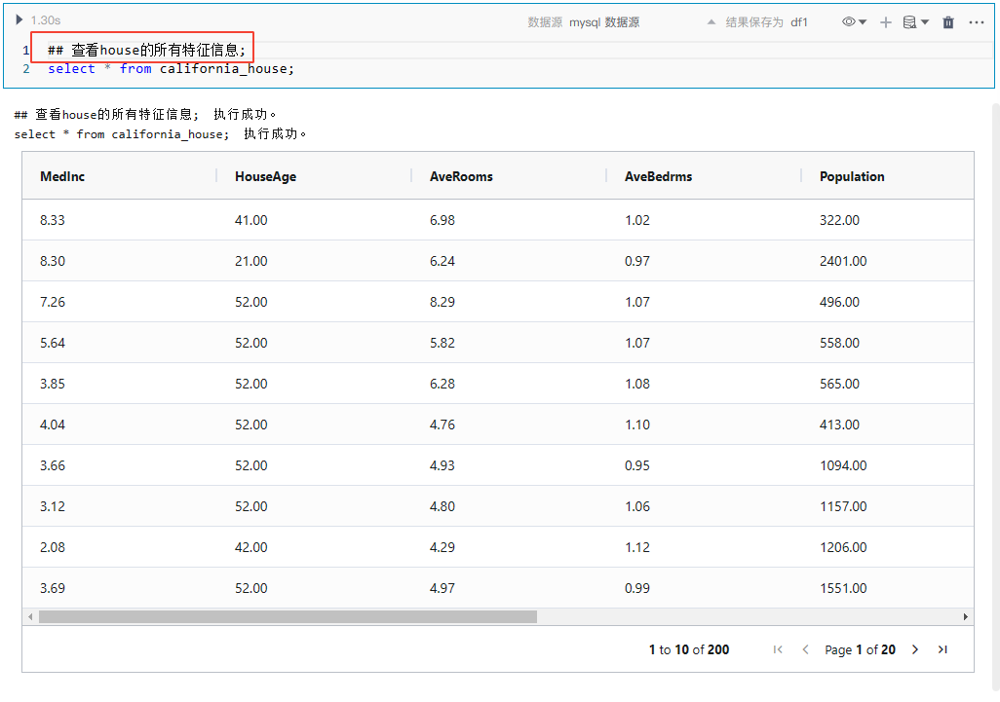 1.30s 数据源 mysql 数据源 结果保存为 df1
1 ## 查看house的所有特征信息;
2 select * from california_house;
## 查看house的所有特征信息; 执行成功。
select * from california_house; 执行成功。
MedInc HouseAge AveRooms AveBedrms Population
8.33 41.00 6.98 1.02 322.00
8.30 21.00 6.24 0.97 2401.00
7.26 52.00 8.29 1.07 496.00
5.64 52.00 5.82 1.07 558.00
3.85 52.00 6.28 1.08 565.00
4.04 52.00 4.76 1.10 413.00
3.66 52.00 4.93 0.95 1094.00
3.12 52.00 4.80 1.06 1157.00
2.08 42.00 4.29 1.12 1206.00
3.69 52.00 4.97 0.99 1551.00
1 to 10 of 200 Page 1 of 20